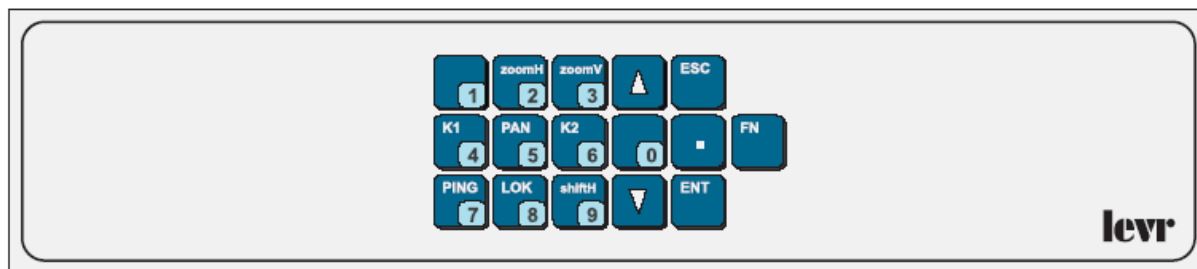 zoomH zoomV ESC
1 2 3
K1 PAN K2 FN
4 5 6 0 .
PING LOK shiftH ENT
7 8 9
levr